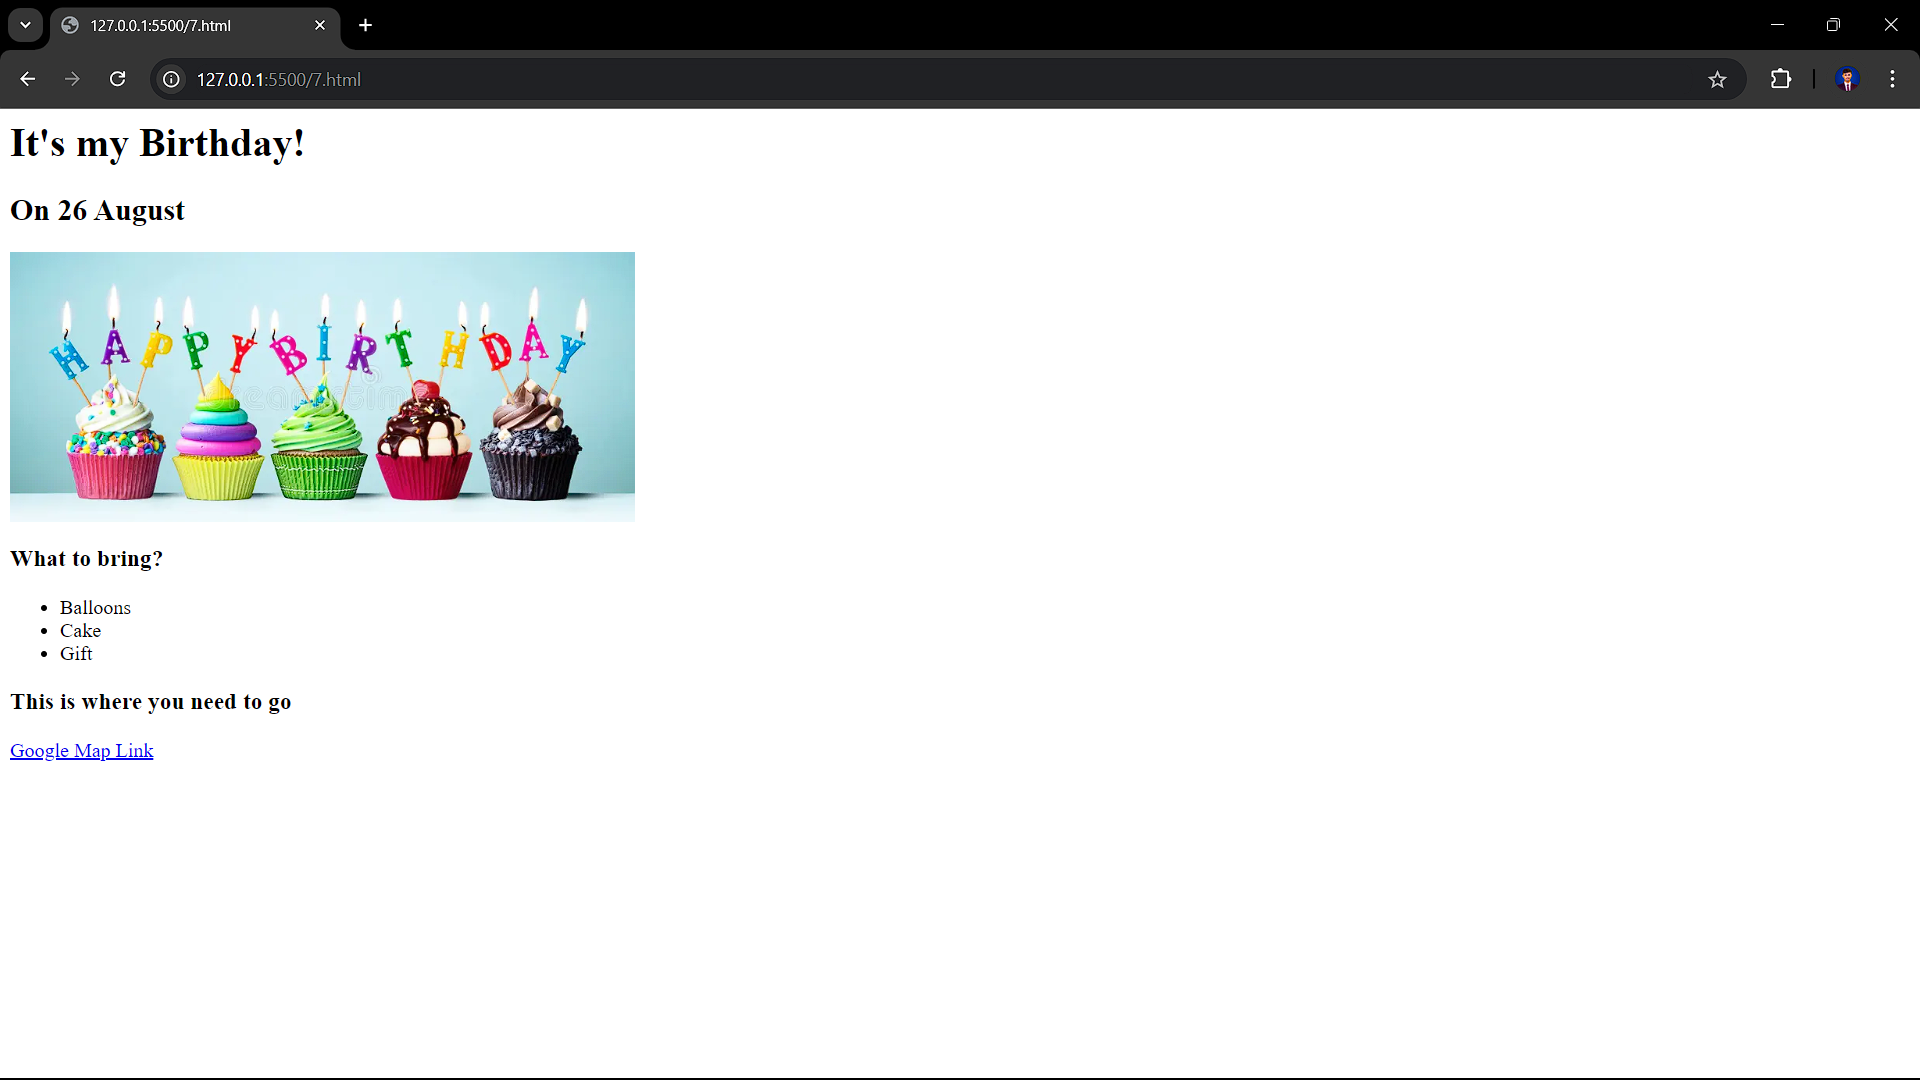 127.0.0.1:5500/7.html
127.0.0.1:5500/7.html
It's my Birthday!
On 26 August
HAPPY BIRTHDAY
What to bring?
Balloons
Cake
Gift
This is where you need to go
Google Map Link